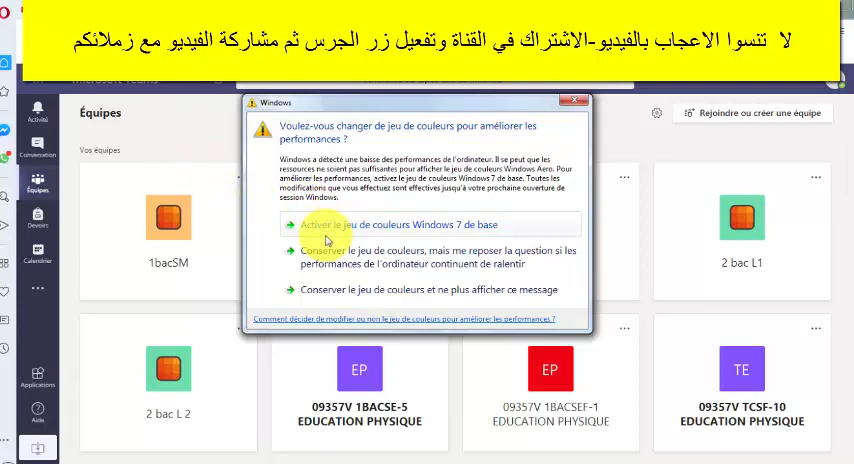 لا تنسوا الاعجاب بالفيديو-الاشتراك في القناة وتفعيل زر الجرس ثم مشاركة الفيديو مع زملائكم
Microsoft Teams
Activité
Conversation
Équipes
Devoirs
Calendrier
Applications
Aide
Équipes
Rejoindre ou créer une équipe
Vos équipes
1bacSM
2 bac L1
2 bac L 2
EP
09357V 1BACSE-5
EDUCATION PHYSIQUE
EP
09357V 1BACSEF-1
EDUCATION PHYSIQUE
TE
09357V TCSF-10
EDUCATION PHYSIQUE
Windows
Voulez-vous changer de jeu de couleurs pour améliorer les
performances ?
Windows a détecté une baisse des performances de l'ordinateur. Il se peut que les
ressources ne soient pas suffisantes pour afficher le jeu de couleurs Windows Aero. Pour
améliorer les performances, activez le jeu de couleurs Windows 7 de base. Toutes les
modifications que vous effectuez sont effectives jusqu'à votre prochaine ouverture de
session Windows.
Activer le jeu de couleurs Windows 7 de base
Conserver le jeu de couleurs, mais me reposer la question si les
performances de l'ordinateur continuent de ralentir
Conserver le jeu de couleurs et ne plus afficher ce message
Comment décider de modifier ou non le jeu de couleurs pour améliorer les performances ?